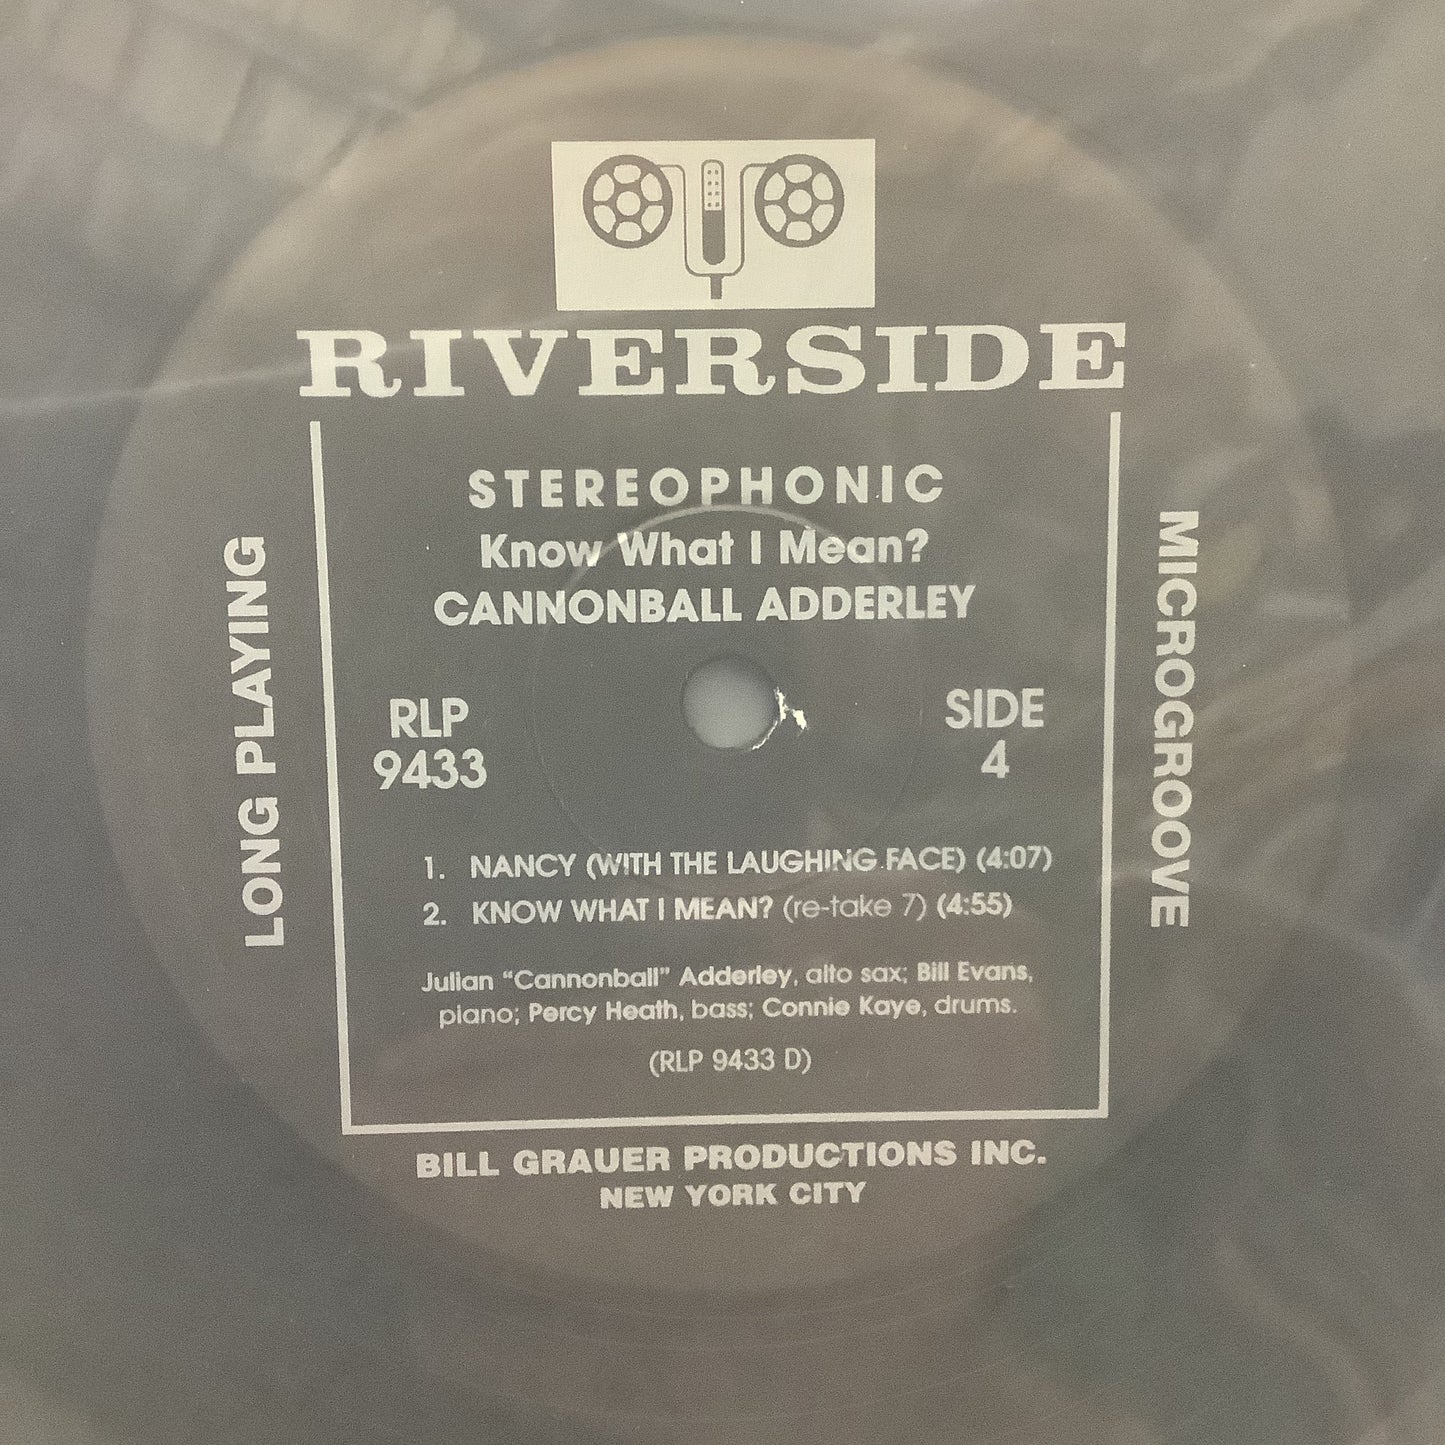 RIVERSIDE
STEREOPHONIC
Know What I Mean?
CANNONBALL ADDERLEY
LONG PLAYING
RLP
9433
SIDE
4
MICROGROOVE
1. NANCY (WITH THE LAUGHING FACE) (4:07)
2. KNOW WHAT I MEAN? (re-take 7) (4:55)
Julian "Cannonball" Adderley, alto sax; Bill Evans,
piano; Percy Heath, bass; Connie Kaye, drums.
(RLP 9433 D)
BILL GRAUER PRODUCTIONS INC.
NEW YORK CITY